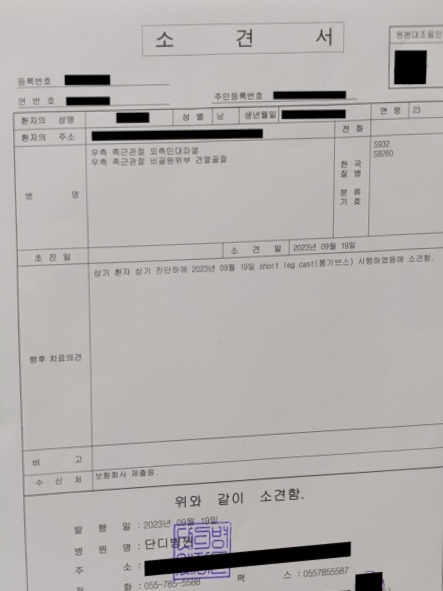 소 견 서
원본대조필인
등록번호
연 번 호
주민등록번호
환자의 성명
성 별 남
생년월일
연 령 23
환자의 주소
전 화
병 명
우측 족근관절 외측인대파열
우측 족근관절 비골원위부 견열골절
한 국
질 병
분 류
기 호
S932
S8260
초 진 일
소 견 일 2023년 09월 19일
향후 치료의견
상기 환자 상기 진단하에 2023년 09월 19일 short leg cast(통기브스) 시행하였음에 소견함.
비 고
수 신 처 보험회사 제출용.
위와 같이 소견함.
발 행 일 : 2023년 09월 19일
병 원 명 : 단디병원
주 소 :
전 화 : 055-785-5588
팩 스 : 0557855587